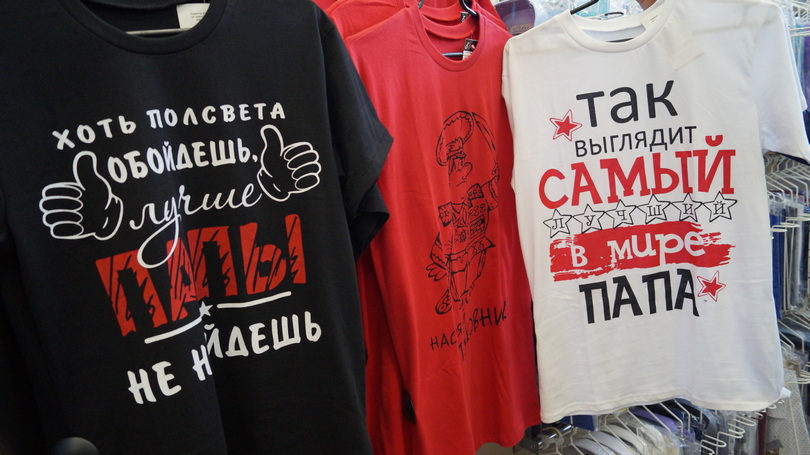 ХОТЬ ПОЛСВЕТА
ОБОЙДЕШЬ,
лучше
ПАПЫ
НЕ НАЙДЕШЬ
так
выглядит
САМЫЙ
ЛУЧШИЙ
в мире
ПАПА